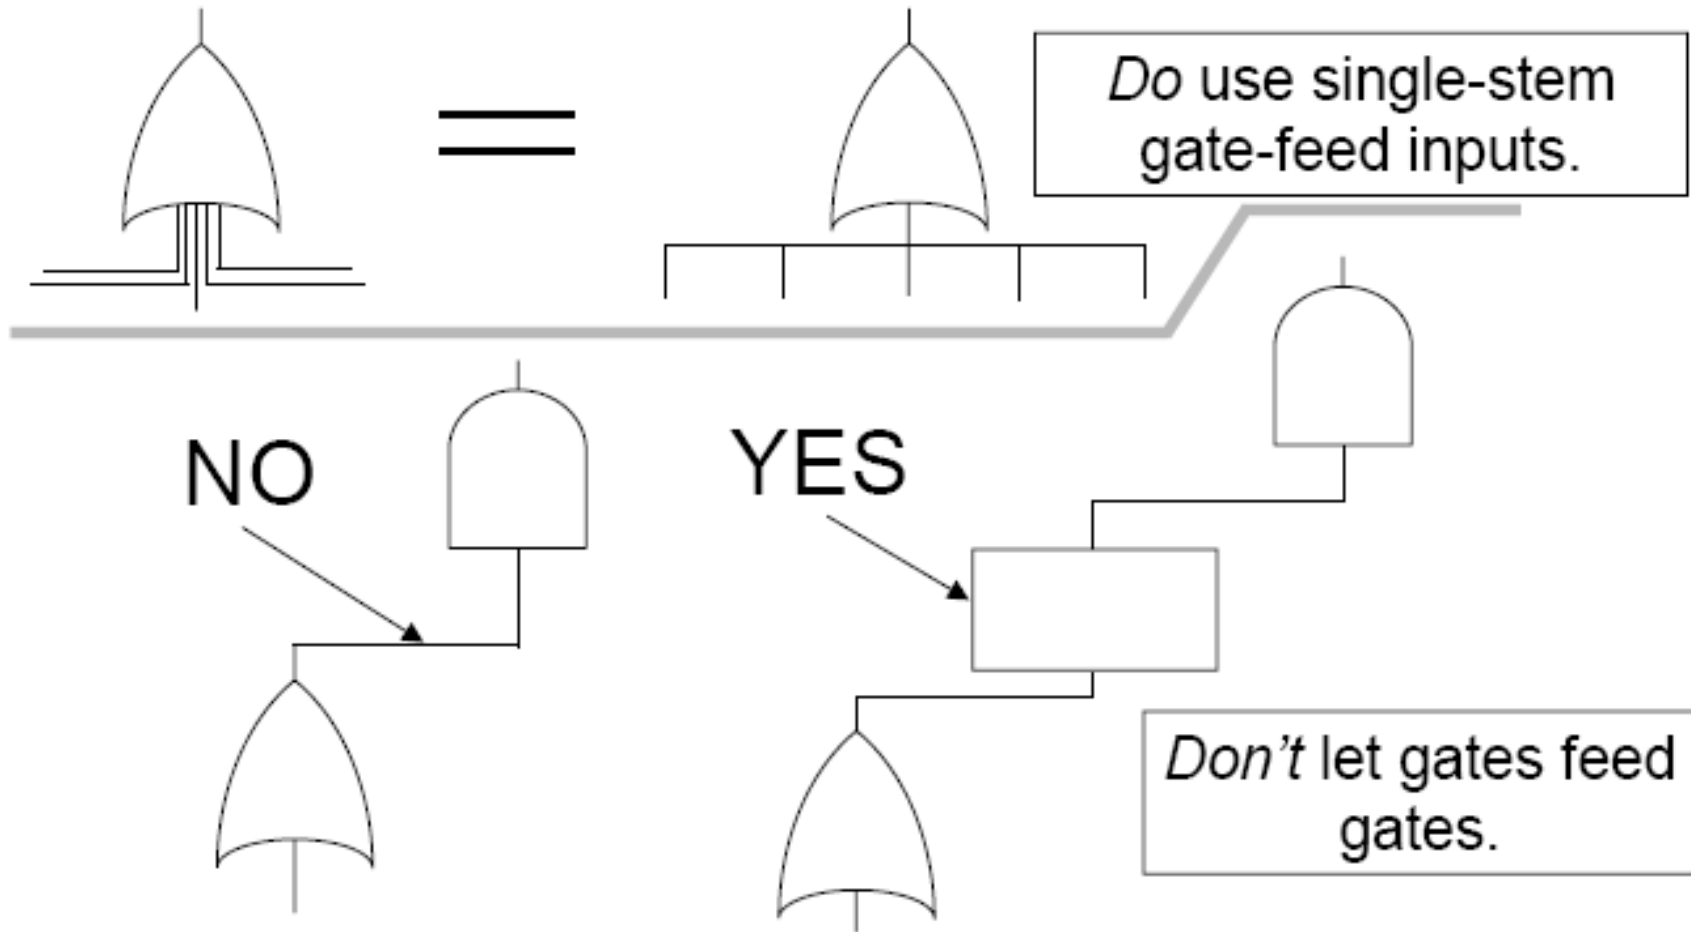 Do use single-stem
gate-feed inputs.
NO
YES
Don't let gates feed
gates.